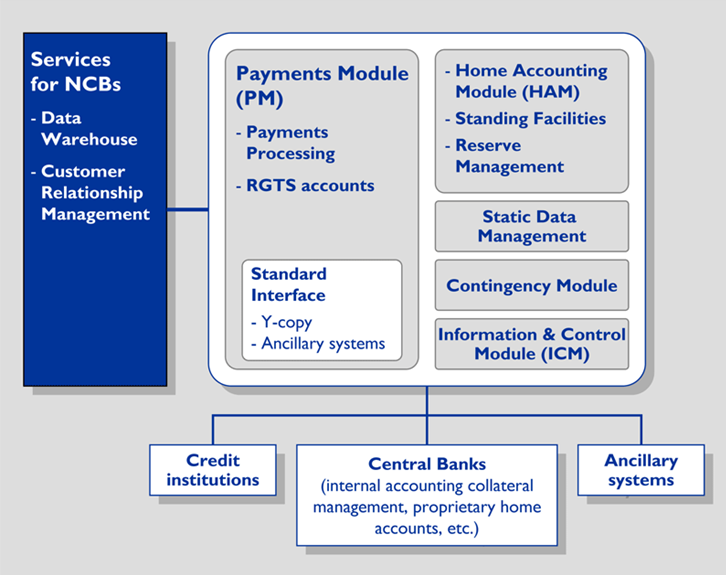 Services
for NCBs
- Data
Warehouse
- Customer
Relationship
Management
Payments Module
(PM)
- Payments
Processing
- RGTS accounts
Standard
Interface
- Y-copy
- Ancillary systems
- Home Accounting
Module (HAM)
- Standing Facilities
- Reserve
Management
Static Data
Management
Contingency Module
Information & Control
Module (ICM)
Credit
institutions
Central Banks
(internal accounting collateral
management, proprietary home
accounts, etc.)
Ancillary
systems